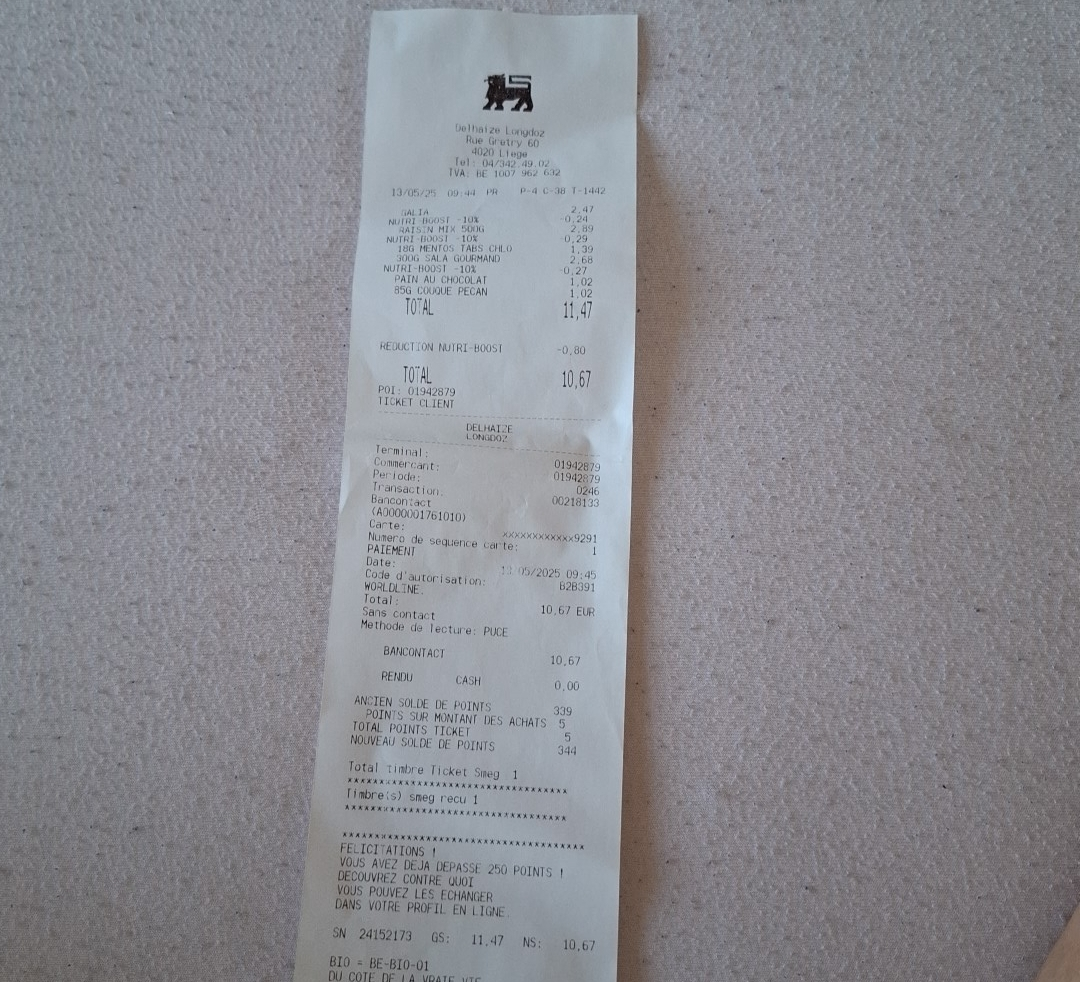 Delhaize Longdoz
Rue Gretry 60
4020 Liege
Tel: 04/342.49.02
TVA: BE 1007 962 632
13/05/25 09:44 PR P-4 C-38 T-1442
GALIA 2,47
NUTRI-BOOST -10% -0,24
RAISIN MIX 500G 2,89
NUTRI-BOOST -10% -0,29
18G MENTOS TABS CHLO 1,39
300G SALA GOURMAND 2,68
NUTRI-BOOST -10% -0,27
PAIN AU CHOCOLAT 1,02
85G COUQUE PECAN 1,02
TOTAL 11,47
REDUCTION NUTRI-BOOST -0,80
TOTAL 10,67
POI: 01942879
TICKET CLIENT
DELHAIZE
LONGDOZ
Terminal: 01942879
Commercant: 01942879
Periode: 0246
Transaction: 00218133
Bancontact
(A0000001761010)
Carte: xxxxxxxxxxxx9291
Numero de sequence carte: 1
PAIEMENT
Date: 13/05/2025 09:45
Code d'autorisation: B2B391
WORLDLINE.
Total: 10,67 EUR
Sans contact
Methode de lecture: PUCE
BANCONTACT 10,67
RENDU CASH 0,00
ANCIEN SOLDE DE POINTS 339
POINTS SUR MONTANT DES ACHATS 5
TOTAL POINTS TICKET 5
NOUVEAU SOLDE DE POINTS 344
Total timbre Ticket Smeg 1
************************************
Timbre(s) smeg recu 1
************************************
************************************
FELICITATIONS !
VOUS AVEZ DEJA DEPASSE 250 POINTS !
DECOUVREZ CONTRE QUOI
VOUS POUVEZ LES ECHANGER
DANS VOTRE PROFIL EN LIGNE.
SN 24152173 GS: 11,47 NS: 10,67
BIO = BE-BIO-01
DU COTE DE LA VRAIE VIE